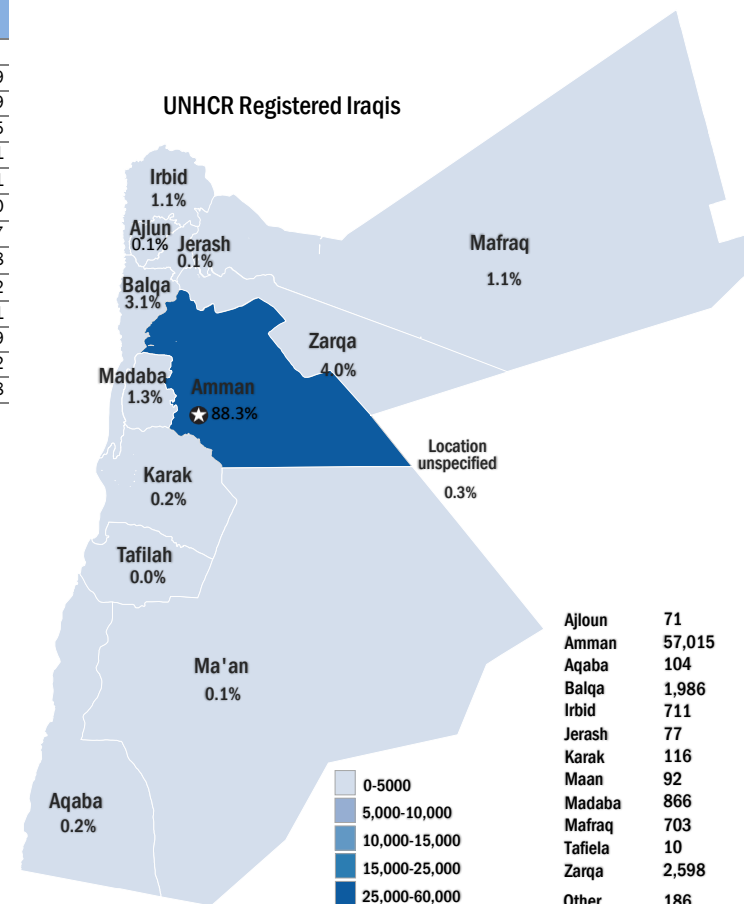 UNHCR Registered Iraqis
Irbid
1.1%
Ajlun
0.1%
Jerash
0.1%
Mafraq
1.1%
Balqa
3.1%
Zarqa
4.0%
Madaba
1.3%
Amman
88.3%
Location
unspecified
0.3%
Karak
0.2%
Tafilah
0.0%
Ma'an
0.1%
Aqaba
0.2%
0-5000
5,000-10,000
10,000-15,000
15,000-25,000
25,000-60,000
Ajloun 71
Amman 57,015
Aqaba 104
Balqa 1,986
Irbid 711
Jerash 77
Karak 116
Maan 92
Madaba 866
Mafraq 703
Tafiela 10
Zarqa 2,598
Other 186